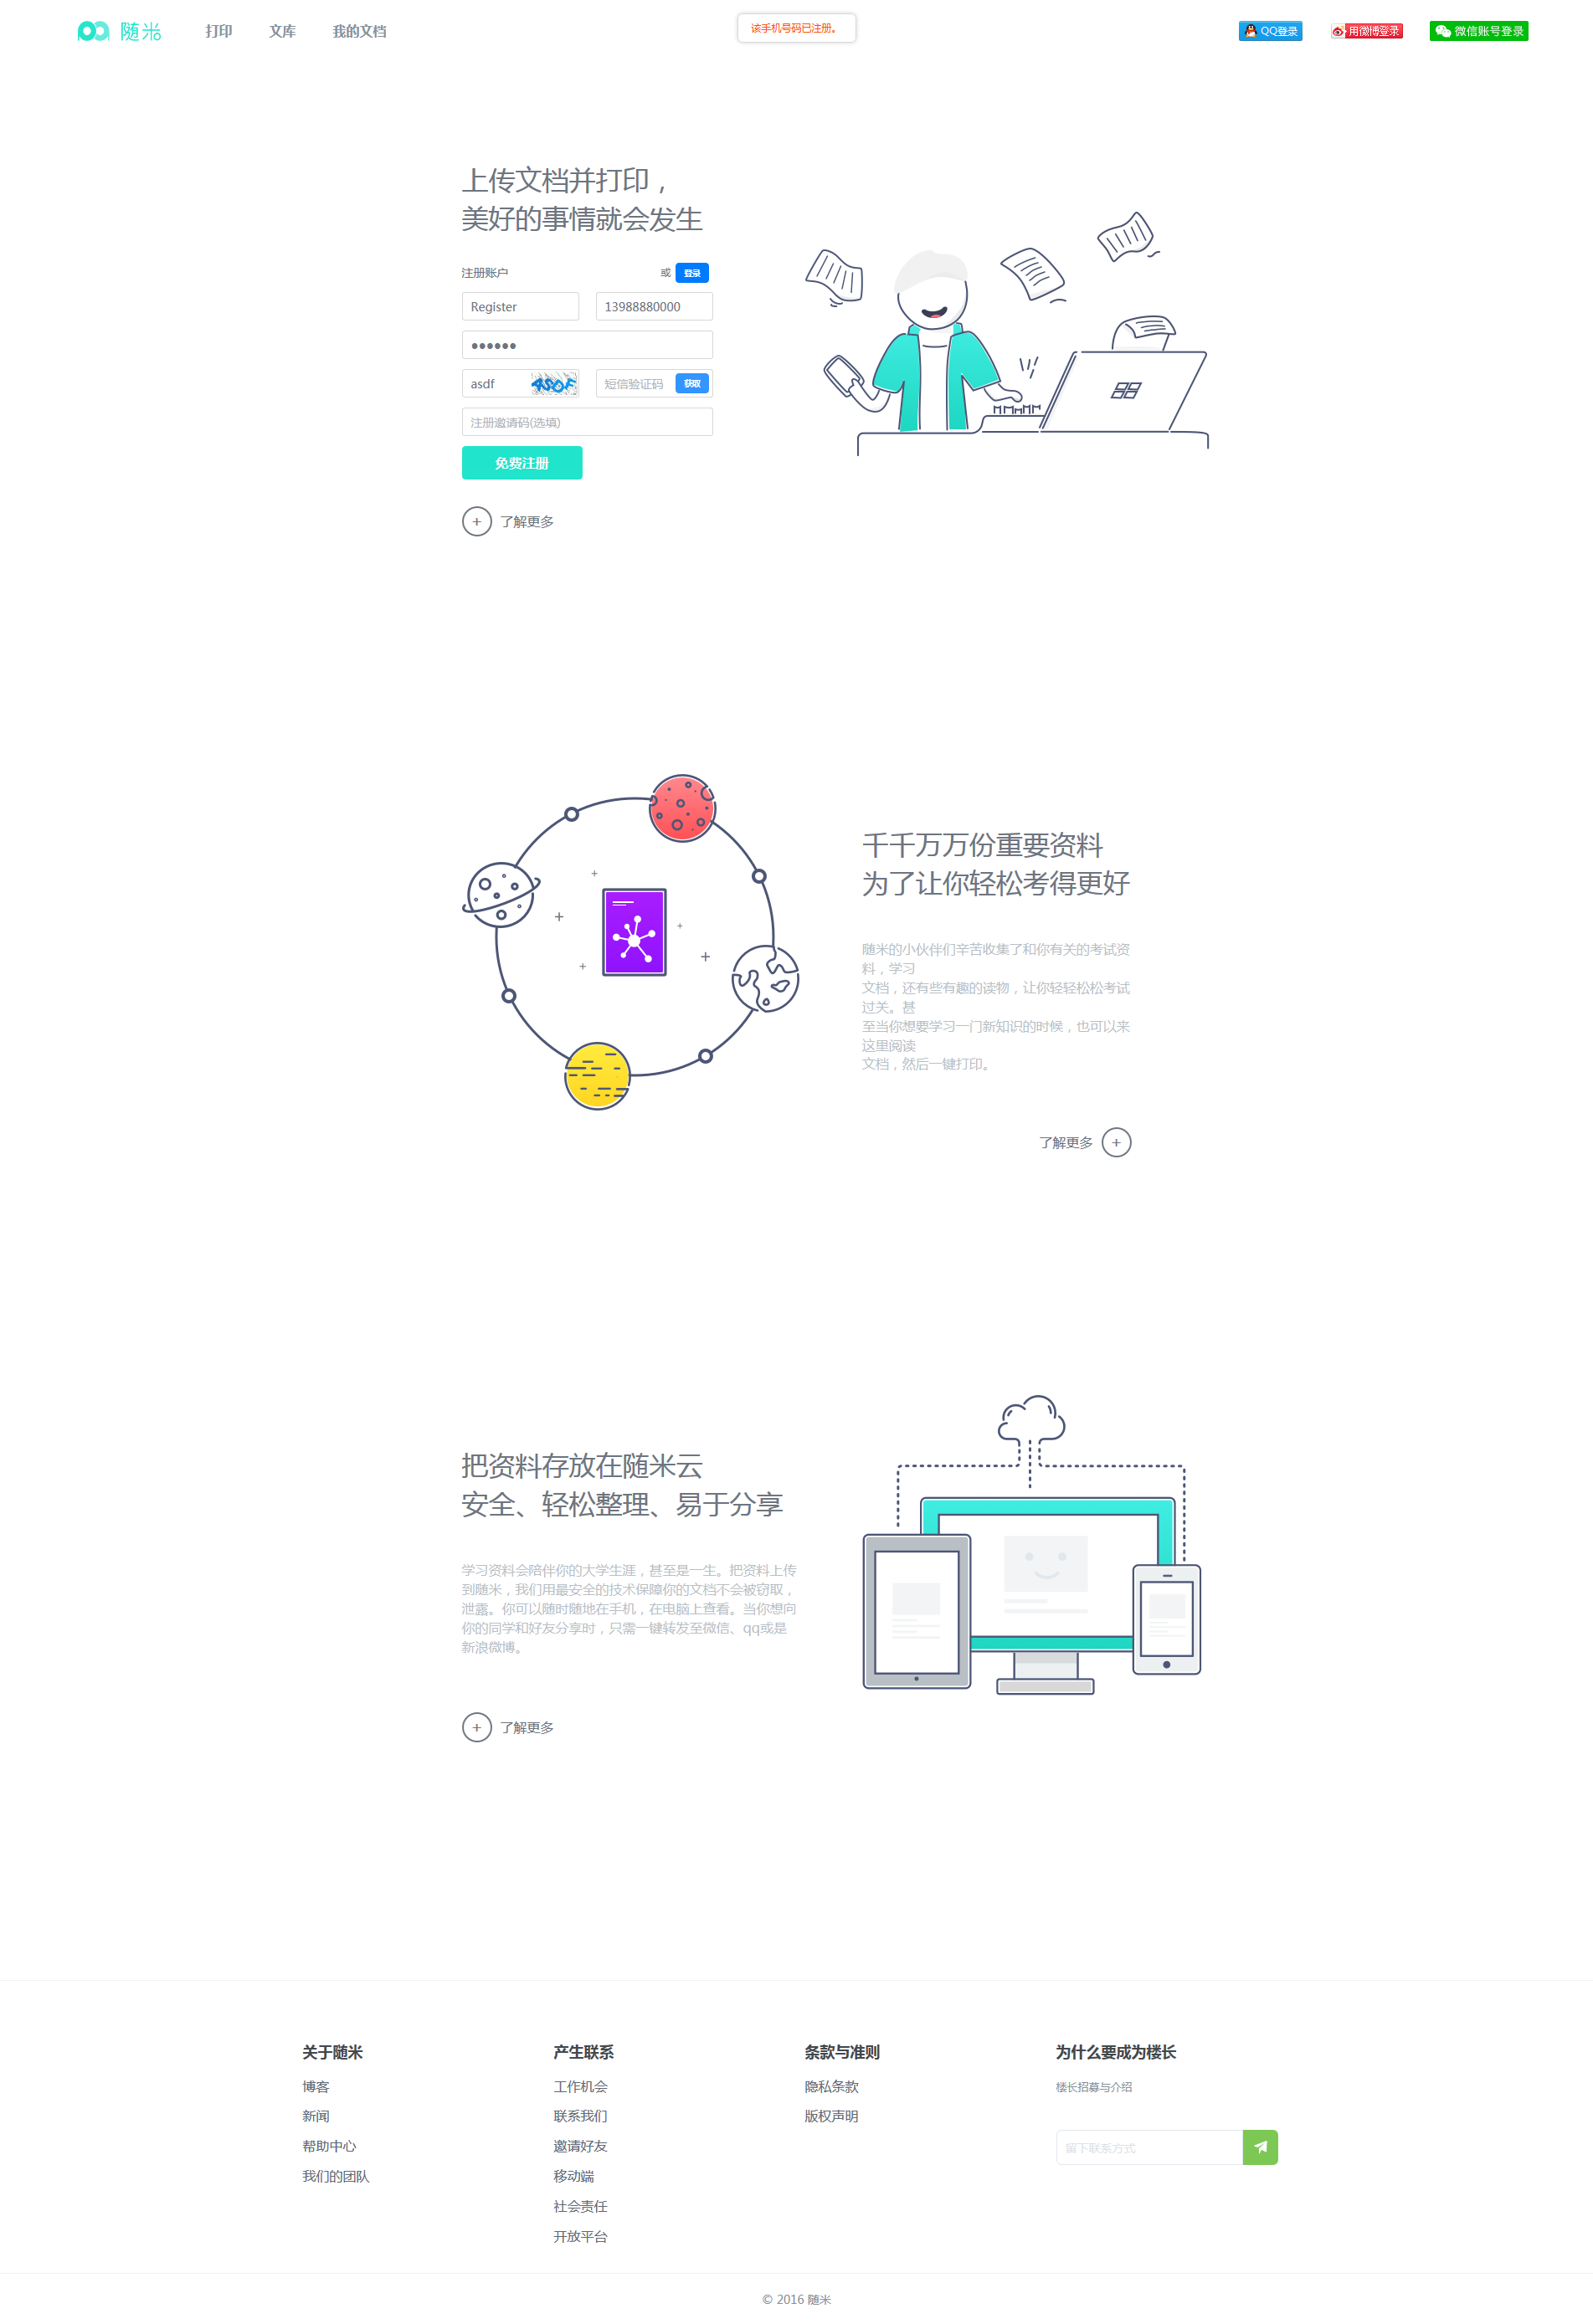 随米
打印
文库
我的文档
该手机号码已注册。
QQ登录
用微博登录
微信账号登录
上传文档并打印，
美好的事情就会发生
注册账户
或 登录
Register
13988880000
asdf
ASDF
短信验证码
获取
注册邀请码(选填)
免费注册
+ 了解更多
千千万万份重要资料
为了让你轻松考得更好
随米的小伙伴们辛苦收集了和你有关的考试资
料，学习
文档，还有些有趣的读物，让你轻轻松松考试
过关。甚
至当你想要学习一门新知识的时候，也可以来
这里阅读
文档，然后一键打印。
了解更多 +
把资料存放在随米云
安全、轻松整理、易于分享
学习资料会陪伴你的大学生涯，甚至是一生。把资料上传
到随米，我们用最安全的技术保障你的文档不会被窃取，
泄露。你可以随时随地在手机，在电脑上查看。当你想向
你的同学和好友分享时，只需一键转发至微信、qq或是
新浪微博。
+ 了解更多
关于随米
博客
新闻
帮助中心
我们的团队
产生联系
工作机会
联系我们
邀请好友
移动端
社会责任
开放平台
条款与准则
隐私条款
版权声明
为什么要成为楼长
楼长招募与介绍
留下联系方式
© 2016 随米